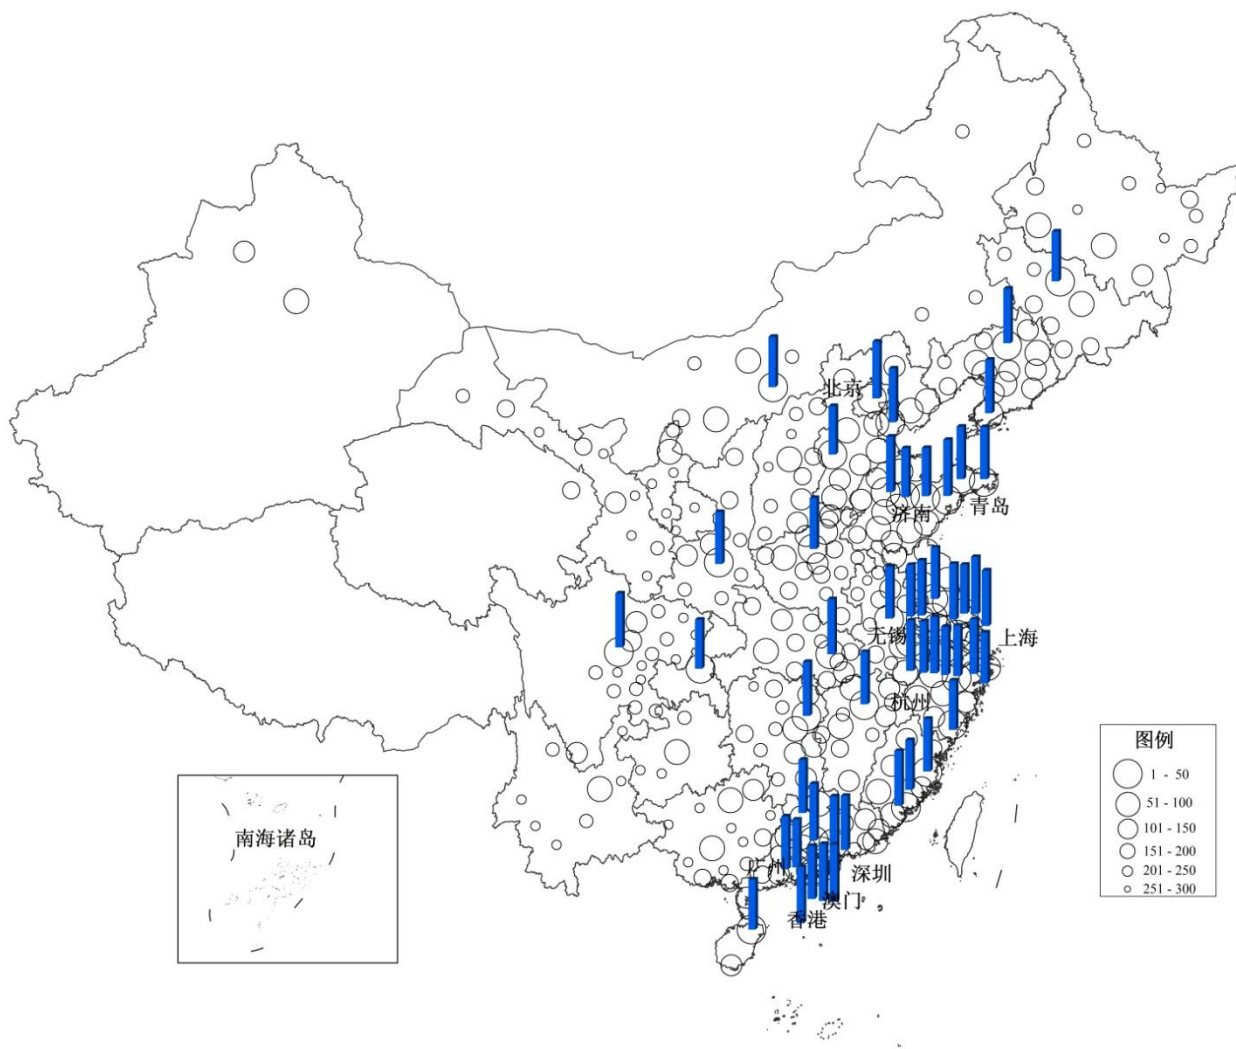 北京
济南
青岛
无锡
上海
杭州
图例
1 - 50
51 - 100
101 - 150
151 - 200
201 - 250
251 - 300
南海诸岛
广州
深圳
澳门
香港